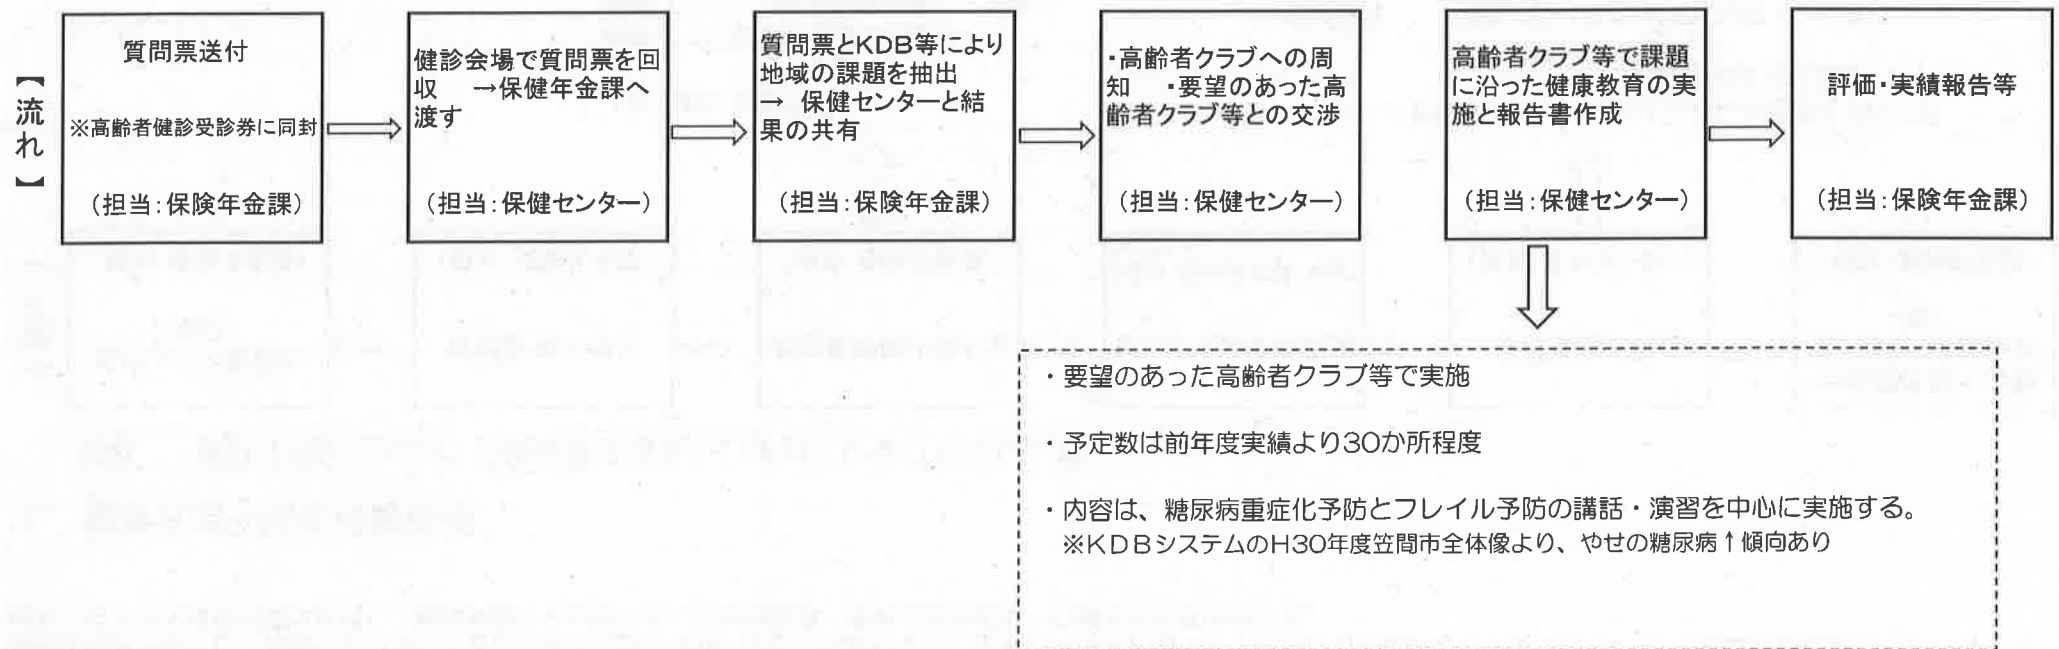 【流れ】
質問票送付
※高齢者健診受診券に同封
（担当：保険年金課）
健診会場で質問票を回
収　→保健年金課へ
渡す
（担当：保健センター）
質問票とKDB等により
地域の課題を抽出
→ 保健センターと結
果の共有
（担当：保険年金課）
・高齢者クラブへの周
知　・要望のあった高
齢者クラブ等との交渉
（担当：保健センター）
高齢者クラブ等で課題
に沿った健康教育の実
施と報告書作成
（担当：保健センター）
評価・実績報告等
（担当：保険年金課）
・要望のあった高齢者クラブ等で実施
・予定数は前年度実績より30か所程度
・内容は、糖尿病重症化予防とフレイル予防の講話・演習を中心に実施する。
※KDBシステムのH30年度笠間市全体像より、やせの糖尿病↑傾向あり